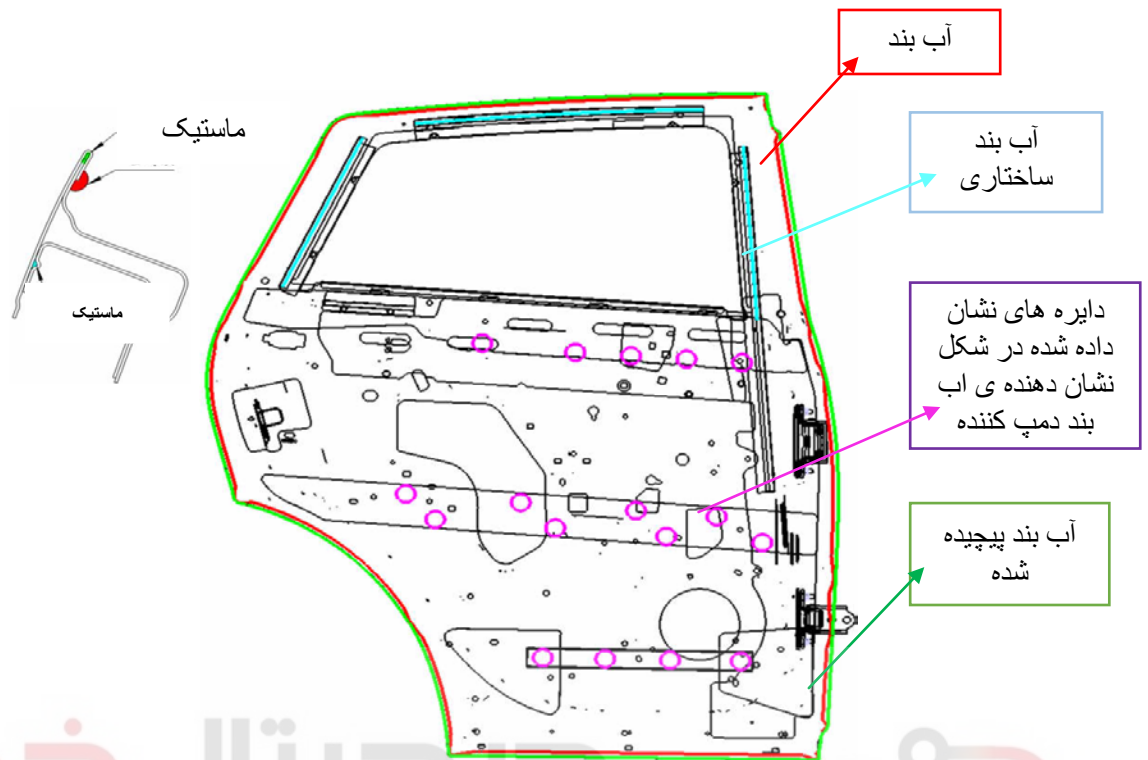 آب بند
ماستیک
آب بند
ساختاری
ماستیک
دایره های نشان
داده شده در شکل
نشان دهنده ی اب
بند دمپ کننده
آب بند پیچیده
شده